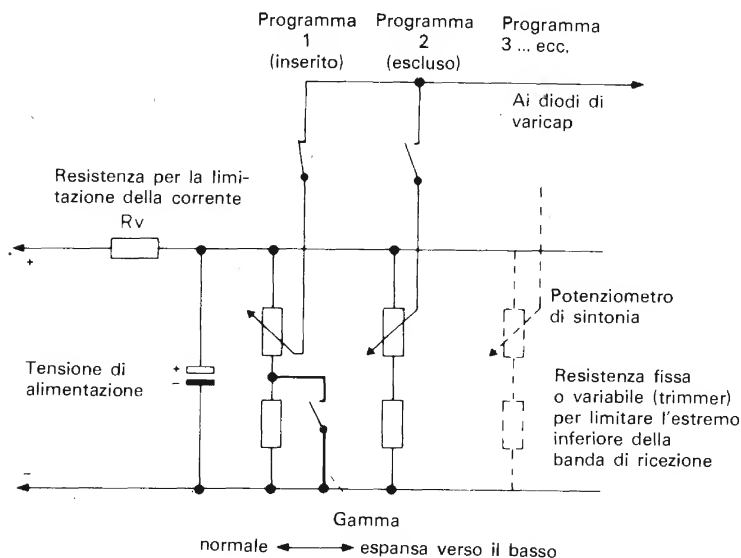 Programma
1
(inserito)
Programma
2
(escluso)
Programma
3 ... ecc.
Ai diodi di
varicap
Resistenza per la limi-
tazione della corrente
Rv
+
Potenziometro
di sintonia
Tensione di
alimentazione
+
–
Resistenza fissa
o variabile (trimmer)
per limitare l'estremo
inferiore della
banda di ricezione
–
Gamma
normale espansa verso il basso